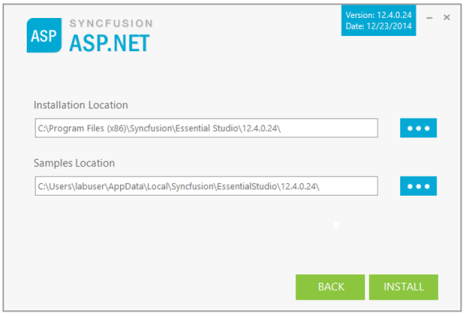 Version: 12.4.0.24
Date: 12/23/2014
ASP
SYNCFUSION
ASP.NET
Installation Location
C:\Program Files (x86)\Syncfusion\Essential Studio\12.4.0.24\
Samples Location
C:\Users\labuser\AppData\Local\Syncfusion\EssentialStudio\12.4.0.24\
BACK
INSTALL